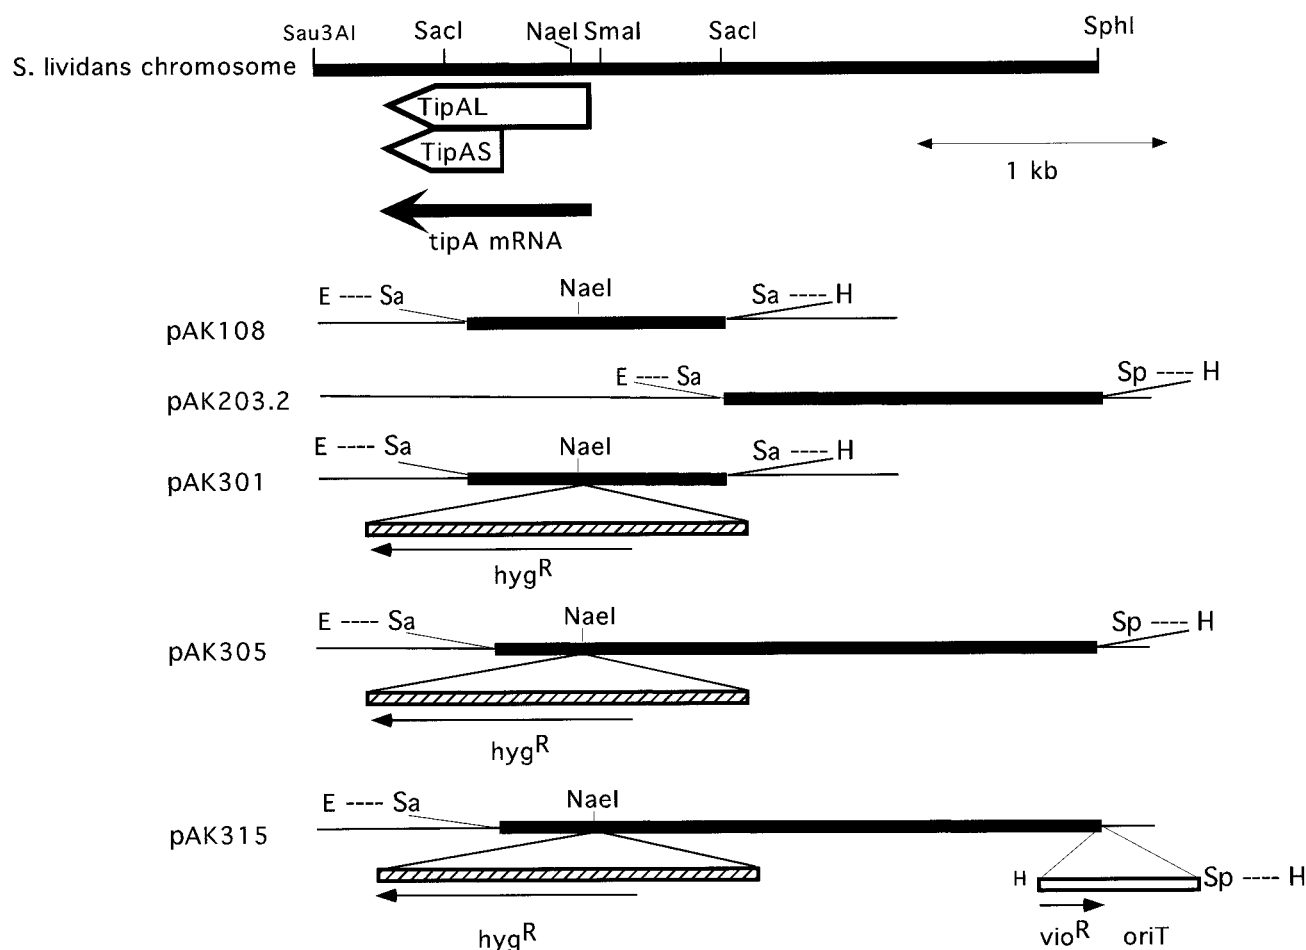 Sau3AI SacI NaeI SmaI SacI SphI
S. lividans chromosome
TipAL
TipAS
1 kb
tipA mRNA
E ---- Sa NaeI Sa ---- H
pAK108
E ---- Sa Sp ---- H
pAK203.2
E ---- Sa NaeI Sa ---- H
pAK301
hygR
E ---- Sa NaeI Sp ---- H
pAK305
hygR
E ---- Sa NaeI
pAK315
H Sp ---- H
hygR vioR oriT